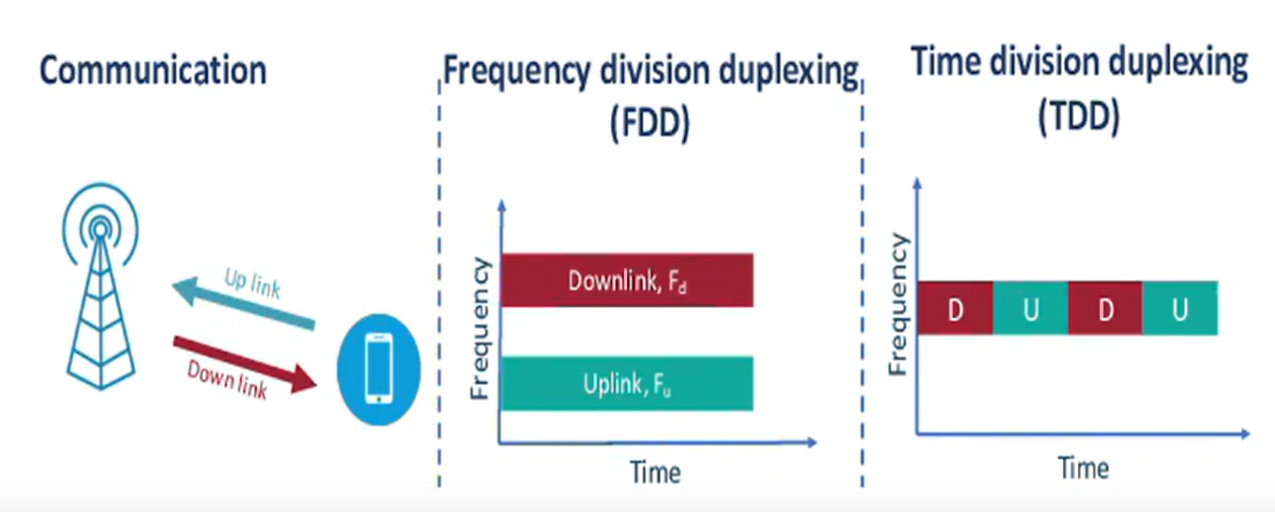 Communication
Up link
Down link
Frequency division duplexing
(FDD)
Frequency
Downlink, Fd
Uplink, Fu
Time
Time division duplexing
(TDD)
Frequency
D U D U
Time